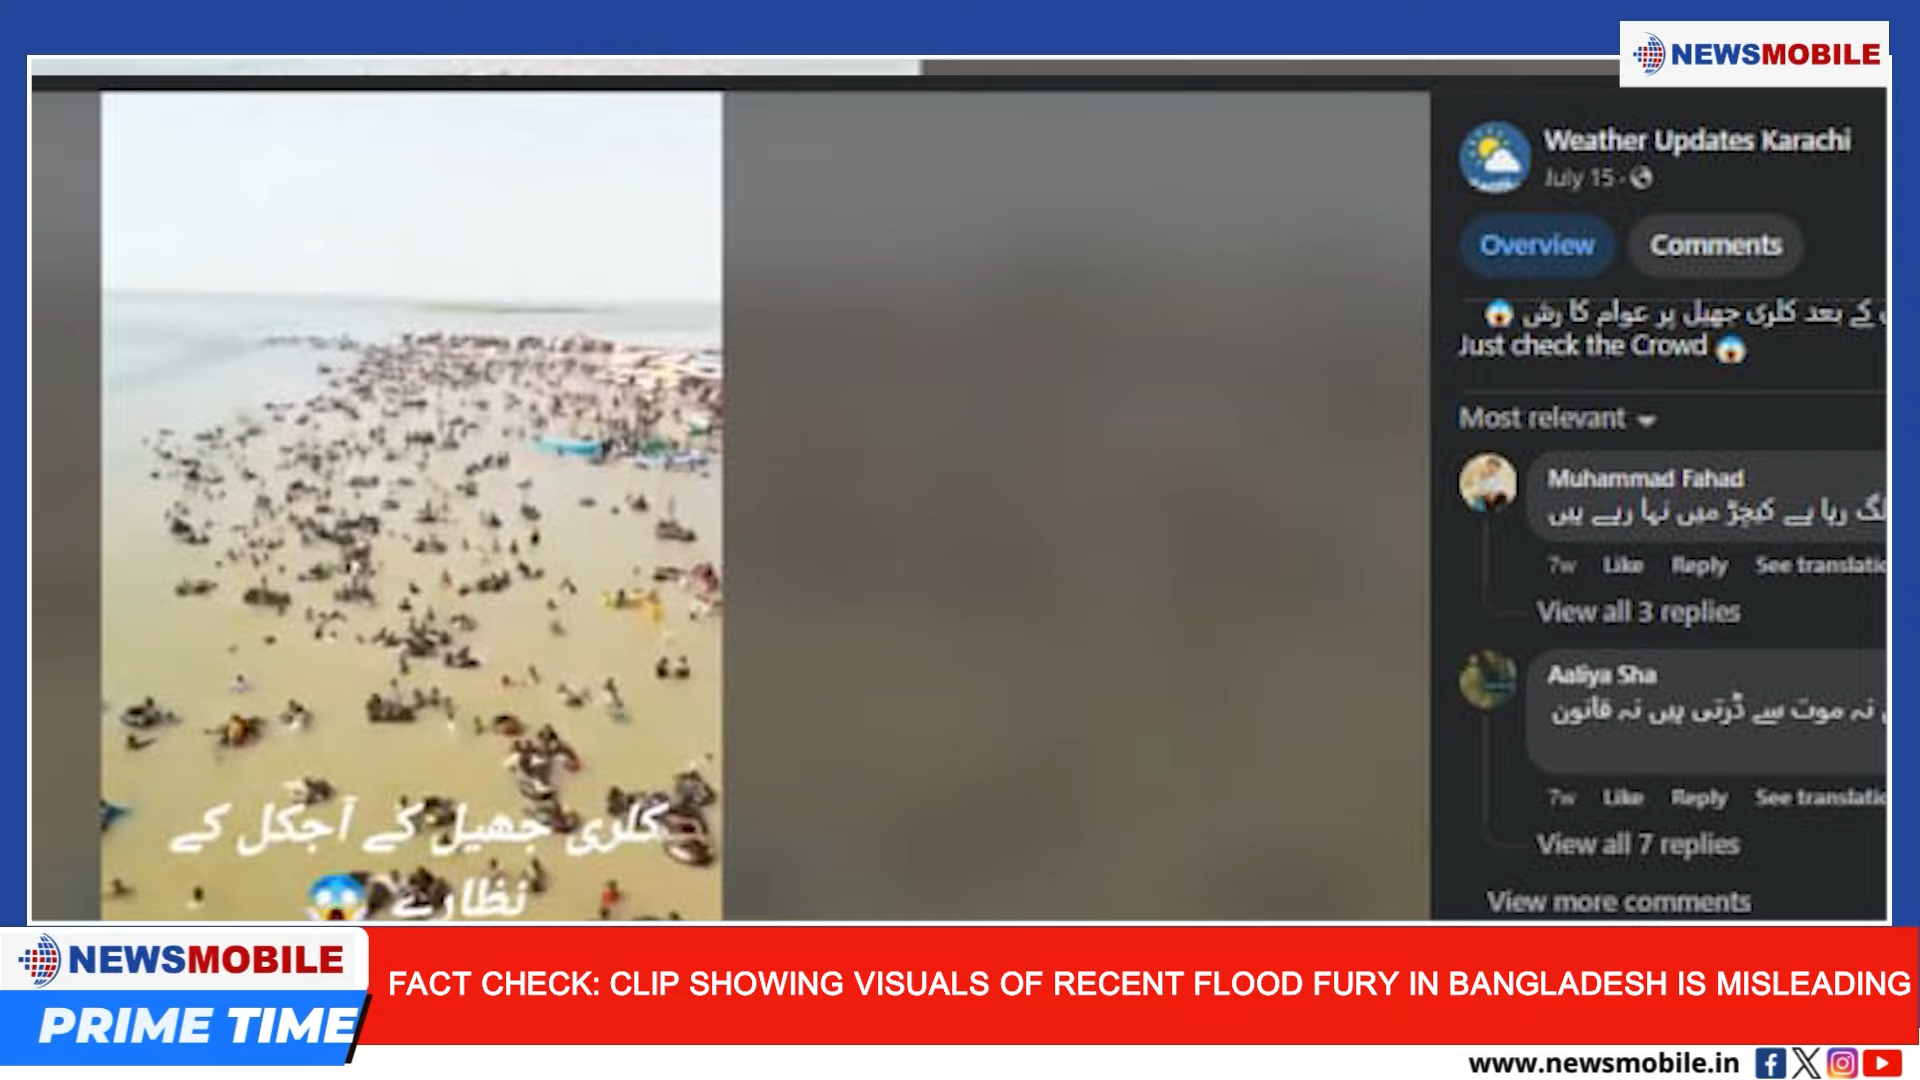 NEWSMOBILE
Weather Updates Karachi
July 15
Overview
Comments
کے بعد کلری جھیل پر عوام کا رش 😱
Just check the Crowd 😱
Most relevant
Muhammad Fahad
لگ رہا ہے کیچڑ میں نہا رہے ہیں
7w Like Reply See translatio
View all 3 replies
Aaliya Sha
نہ موت سے ڈرتی ہیں نہ قانون
7w Like Reply See translatio
View all 7 replies
View more comments
کلری جھیل کے آجکل کے
نظارے 😱
NEWSMOBILE
PRIME TIME
FACT CHECK: CLIP SHOWING VISUALS OF RECENT FLOOD FURY IN BANGLADESH IS MISLEADING
www.newsmobile.in